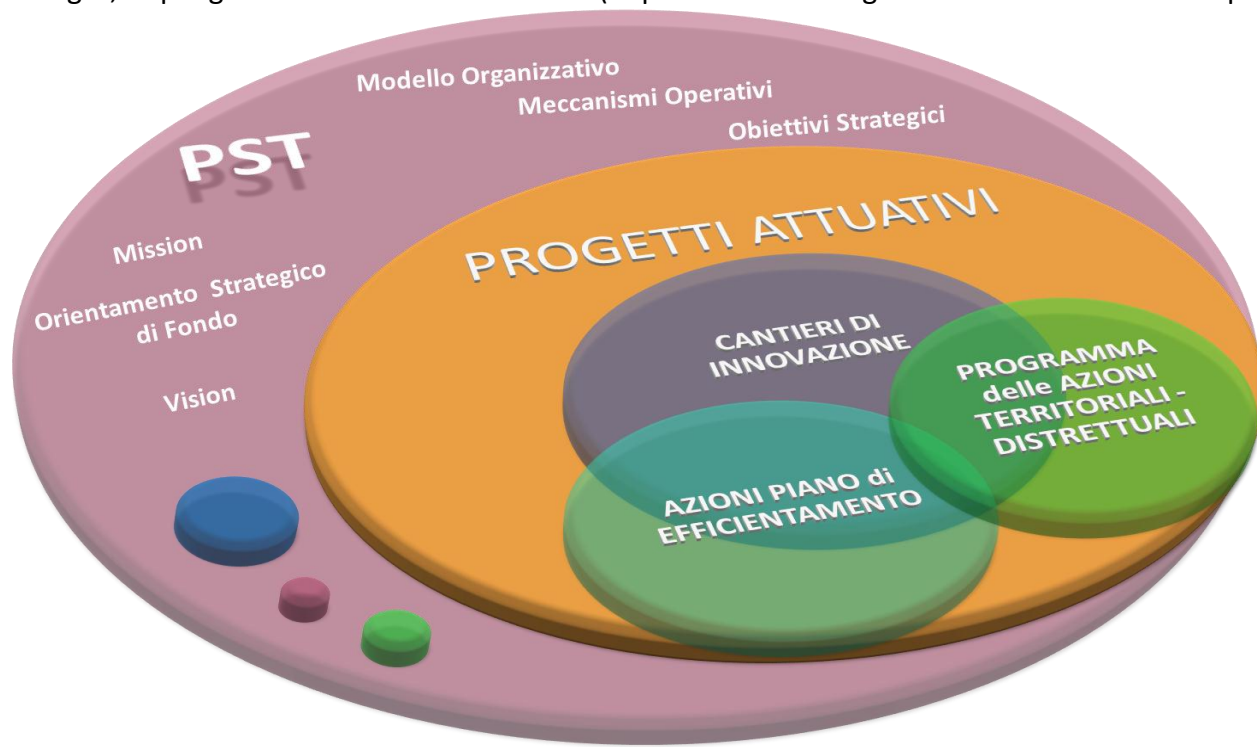 Modello Organizzativo
Meccanismi Operativi
Obiettivi Strategici
PST
Mission
Orientamento Strategico
di Fondo
Vision
PROGETTI ATTUATIVI
CANTIERI DI
INNOVAZIONE
PROGRAMMA
delle AZIONI
TERRITORIALI -
DISTRETTUALI
AZIONI PIANO di
EFFICIENTAMENTO